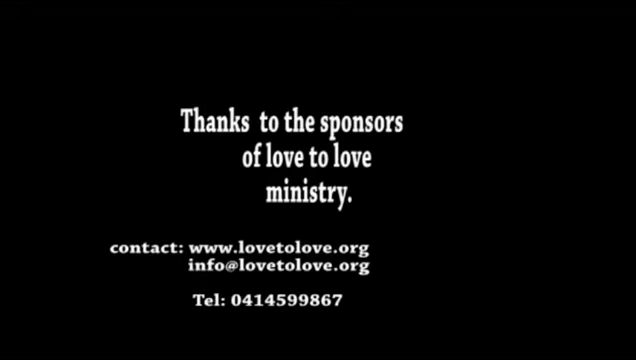 Thanks to the sponsors
of love to love
ministry.
contact: www.lovetolove.org
info@lovetolove.org
Tel: 0414599867